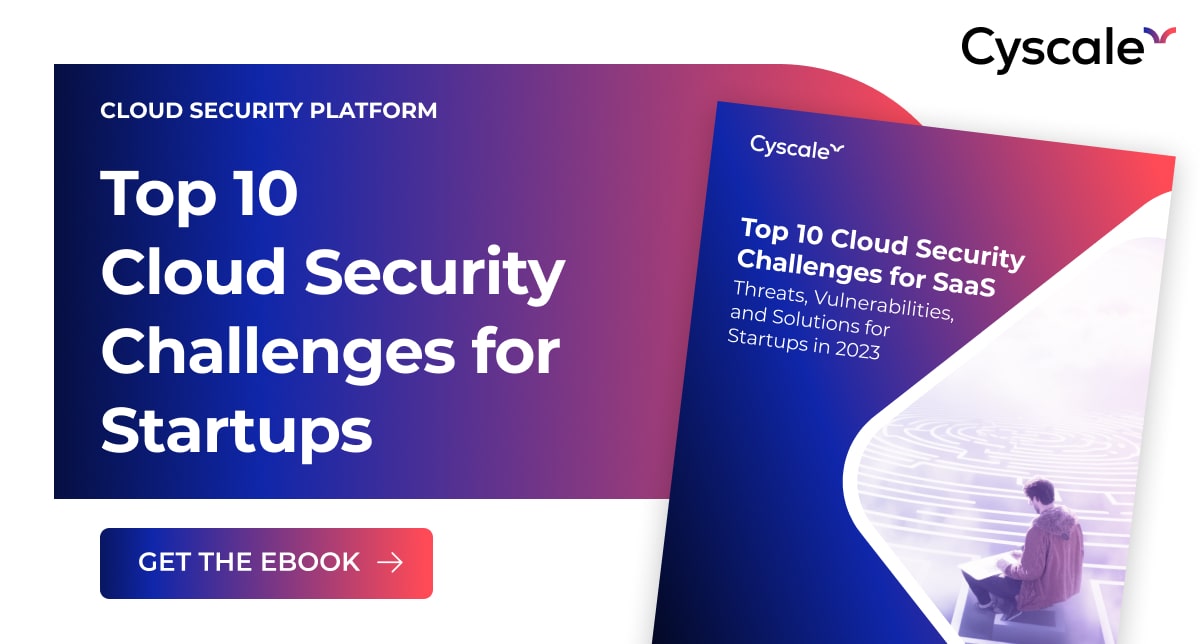 Cyscale
CLOUD SECURITY PLATFORM
Top 10
Cloud Security
Challenges for
Startups
GET THE EBOOK
Cyscale
Top 10 Cloud Security
Challenges for SaaS
Threats, Vulnerabilities,
and Solutions for
Startups in 2023